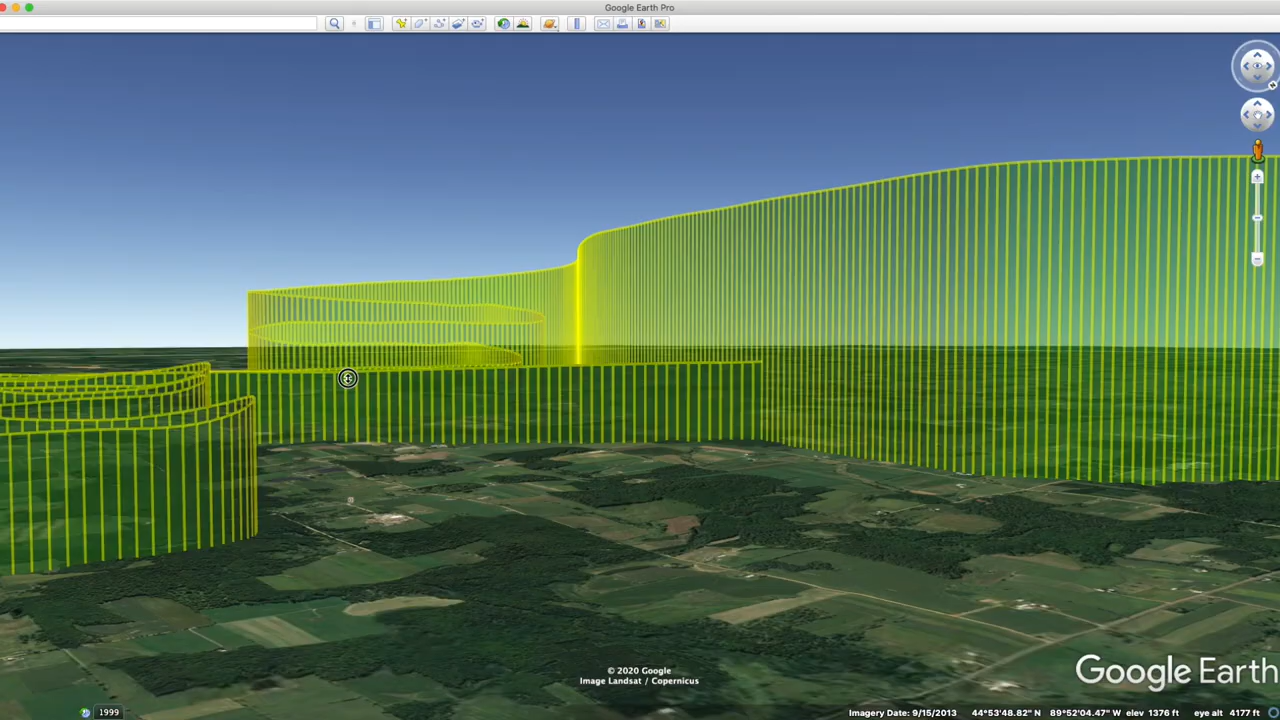 Google Earth Pro
© 2020 Google
Image Landsat / Copernicus
Google Earth
1999
Imagery Date: 9/15/2013 44°53'48.82" N 89°52'04.47" W elev 1376 ft eye alt 4177 ft